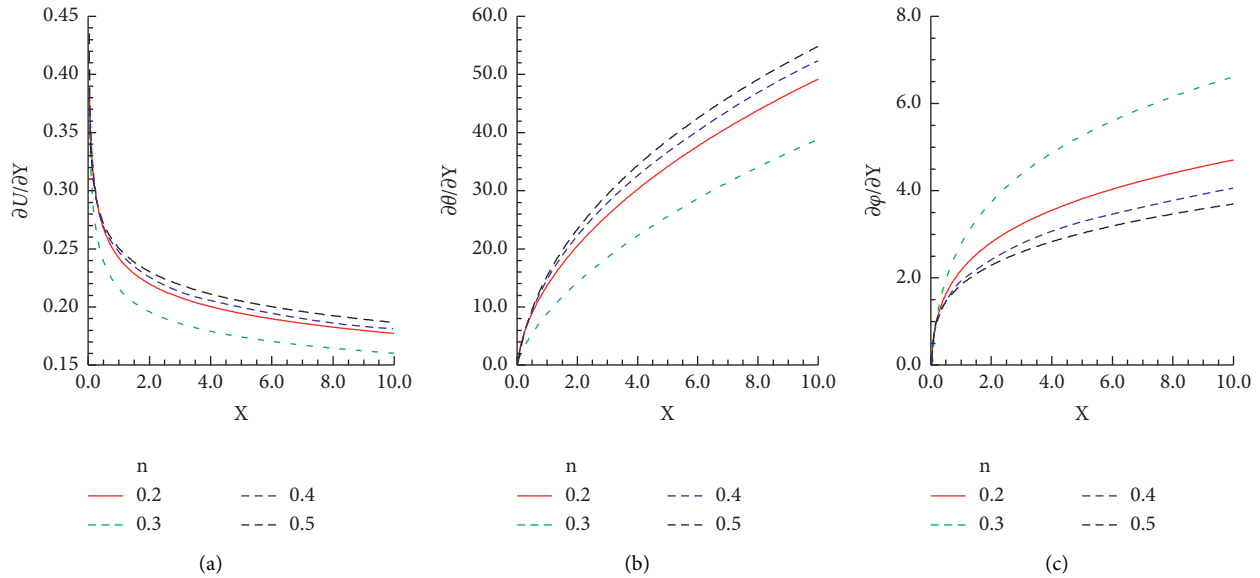 0.45
0.40
0.35
0.30
0.25
0.20
0.15
∂U/∂Y
0.0 2.0 4.0 6.0 8.0 10.0
X
n
0.2 0.4
0.3 0.5
(a)
60.0
50.0
40.0
30.0
20.0
10.0
0.0
∂θ/∂Y
0.0 2.0 4.0 6.0 8.0 10.0
X
n
0.2 0.4
0.3 0.5
(b)
8.0
6.0
4.0
2.0
0.0
∂φ/∂Y
0.0 2.0 4.0 6.0 8.0 10.0
X
n
0.2 0.4
0.3 0.5
(c)